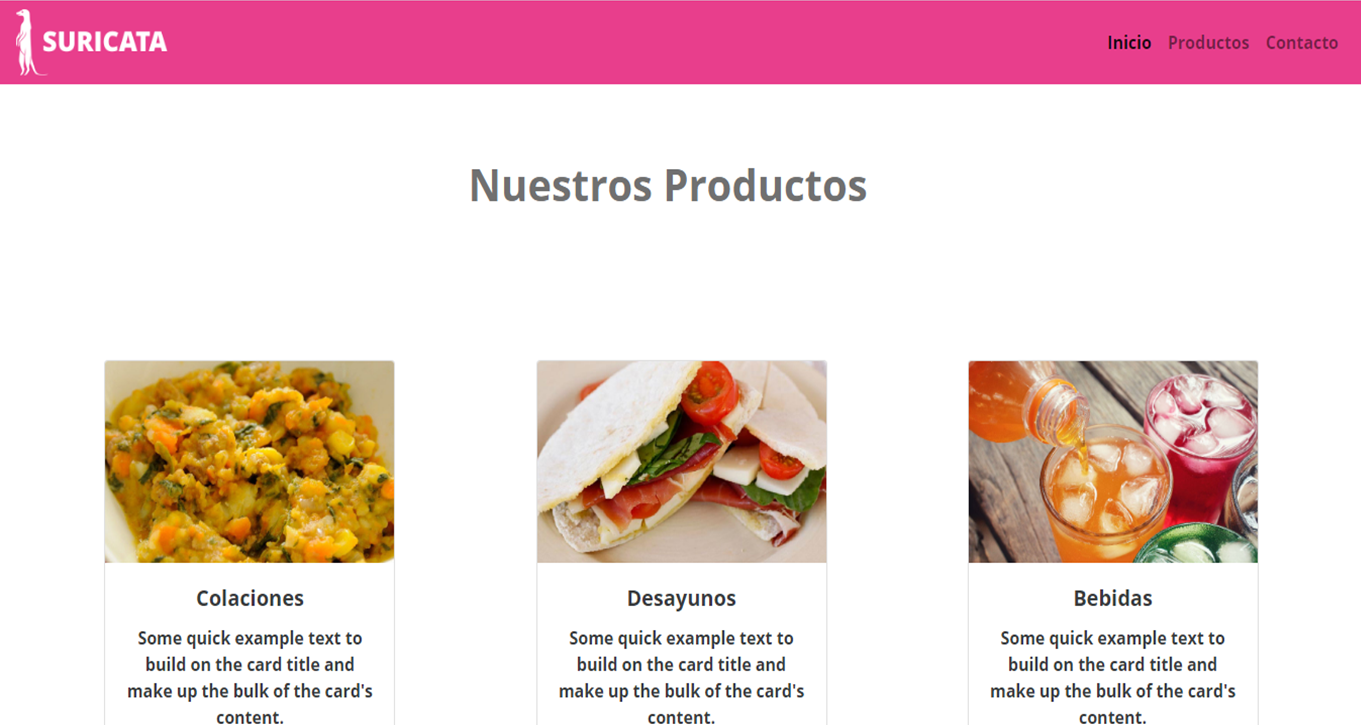 SURICATA
Inicio Productos Contacto
Nuestros Productos
Colaciones
Some quick example text to
build on the card title and
make up the bulk of the card's
content.
Desayunos
Some quick example text to
build on the card title and
make up the bulk of the card's
content.
Bebidas
Some quick example text to
build on the card title and
make up the bulk of the card's
content.